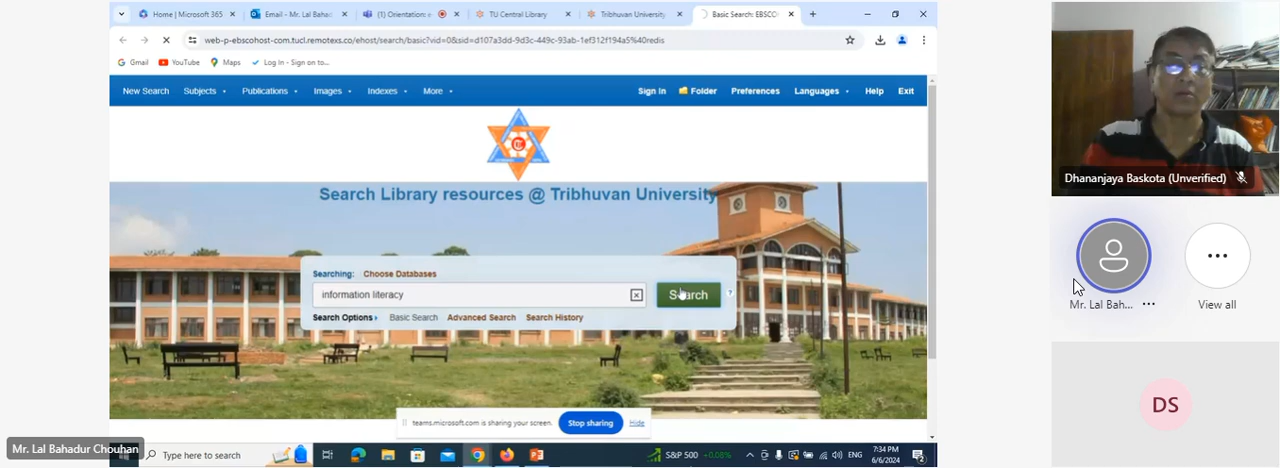 Home | Microsoft 365
Email - Mr. Lal Bahad
(1) Orientation: e
TU Central Library
Tribhuvan University
Basic Search: EBSCO
web-p-ebscohost-com.tucl.remotexs.co/ehost/search/basic?vid=0&sid=d107a3dd-9d3c-449c-93ab-1ef312f194a5%40redis
Gmail
YouTube
Maps
Log In - Sign on to...
New Search
Subjects
Publications
Images
Indexes
More
Sign In
Folder
Preferences
Languages
Help
Exit
Search Library resources @ Tribhuvan University
Searching: Choose Databases
information literacy
Search
?
Search Options
Basic Search
Advanced Search
Search History
teams.microsoft.com is sharing your screen.
Stop sharing
Hide
Type here to search
S&P 500 +0.08%
7:34 PM
6/6/2024
2
Mr. Lal Bahadur Chouhan
Dhananjaya Baskota (Unverified)
Mr. Lal Bah...
View all
DS